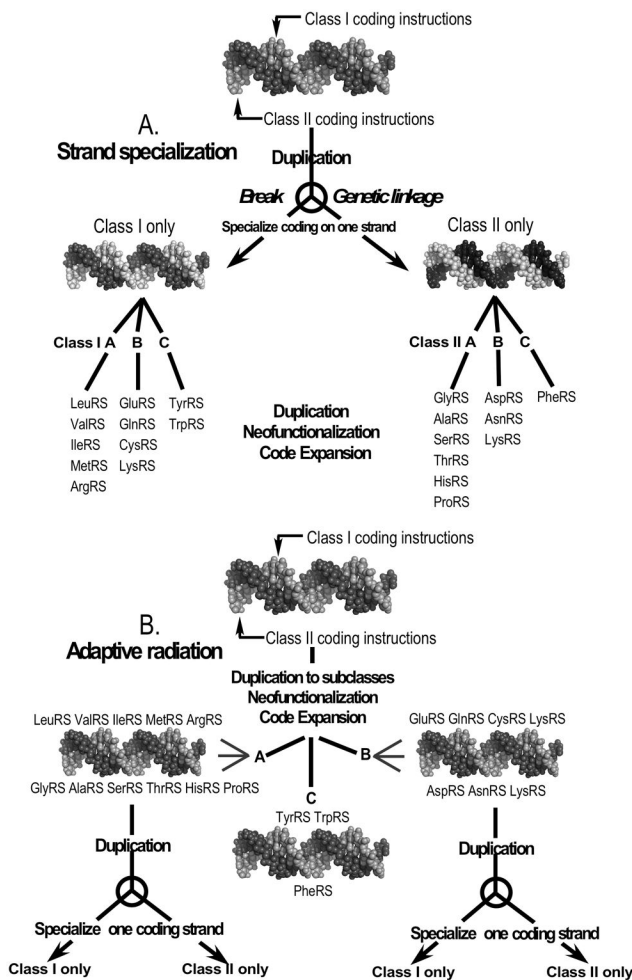 Class I coding instructions
Class II coding instructions
A.
Strand specialization
Duplication
Break Genetic linkage
Specialize coding on one strand
Class I only
Class II only
Class I A B C
LeuRS GluRS TyrRS
ValRS GlnRS TrpRS
IleRS CysRS
MetRS LysRS
ArgRS
Class II A B C
GlyRS AspRS PheRS
AlaRS AsnRS
SerRS LysRS
ThrRS
HisRS
ProRS
Duplication
Neofunctionalization
Code Expansion
Class I coding instructions
Class II coding instructions
B.
Adaptive radiation
Duplication to subclasses
Neofunctionalization
Code Expansion
LeuRS ValRS IleRS MetRS ArgRS
GluRS GlnRS CysRS LysRS
A B
C
GlyRS AlaRS SerRS ThrRS HisRS ProRS
AspRS AsnRS LysRS
TyrRS TrpRS
PheRS
Duplication
Specialize one coding strand
Class I only Class II only
Duplication
Specialize one coding strand
Class I only Class II only